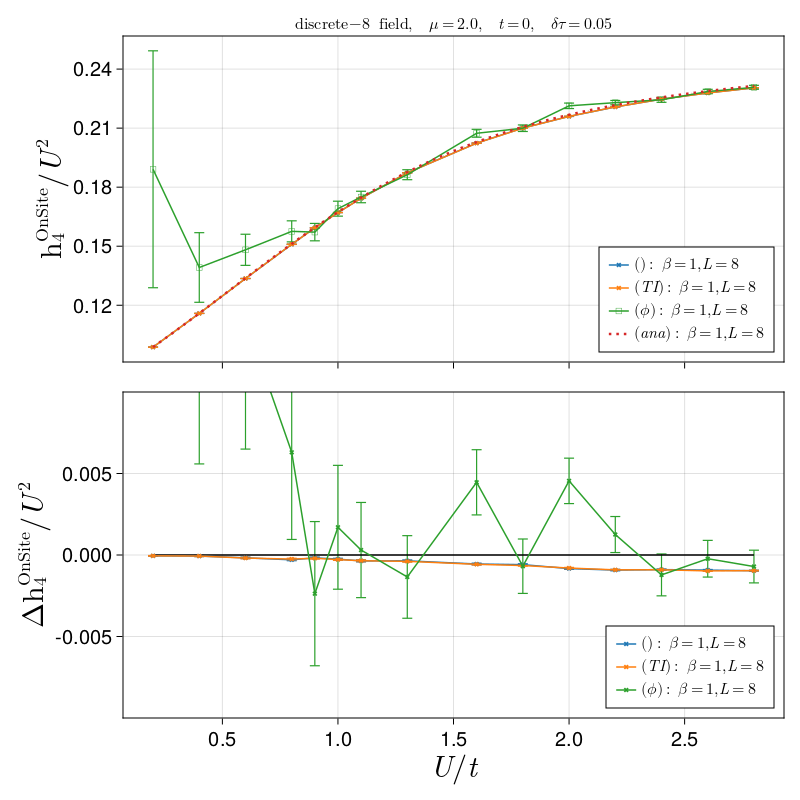 discrete−8 field, μ=2.0, t=0, δτ=0.05
h₄^OnSite/U²
0.24
0.21
0.18
0.15
0.12
(): β=1,L=8
(TI): β=1,L=8
(ϕ): β=1,L=8
(ana): β=1,L=8
Δh₄^OnSite/U²
0.005
0.000
-0.005
(): β=1,L=8
(TI): β=1,L=8
(ϕ): β=1,L=8
0.5 1.0 1.5 2.0 2.5
U/t